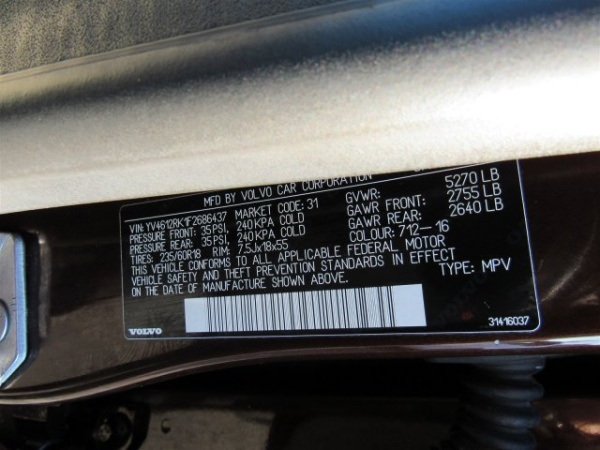 MFD BY VOLVO CAR CORPORATION
VIN: YV4612RK1F2686437 MARKET CODE: 31 GVWR: 5270 LB
PRESSURE FRONT: 35PSI, 240KPA COLD GAWR FRONT: 2755 LB
PRESSURE REAR: 35PSI, 240KPA COLD GAWR REAR: 2640 LB
TIRES: 235/60R18 RIM: 7,5Jx18x55 COLOUR: 712-16
THIS VEHICLE CONFORMS TO ALL APPLICABLE FEDERAL MOTOR
VEHICLE SAFETY AND THEFT PREVENTION STANDARDS IN EFFECT
ON THE DATE OF MANUFACTURE SHOWN ABOVE. TYPE: MPV
VOLVO 31416037